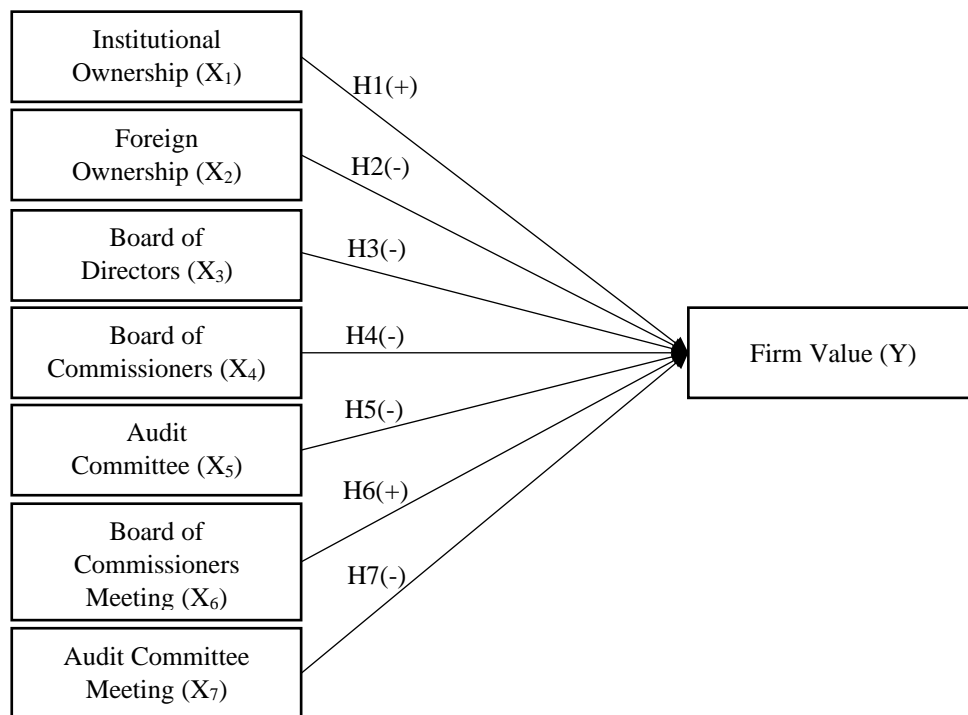 Institutional
Ownership (X₁)
H1(+)
Foreign
Ownership (X₂)
H2(-)
Board of
Directors (X₃)
H3(-)
Board of
Commissioners (X₄)
H4(-)
Firm Value (Y)
Audit
Committee (X₅)
H5(-)
Board of
Commissioners
Meeting (X₆)
H6(+)
Audit Committee
Meeting (X₇)
H7(-)